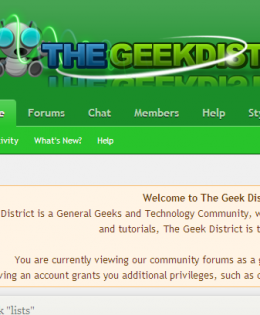 THE GEEKDIST
e Forums Chat Members Help Sty
ivity What's New? Help
Welcome to The Geek Dis
District is a General Geeks and Technology Community, w
and tutorials, The Geek District is t
You are currently viewing our community forums as a g
ving an account grants you additional privileges, such as c
k "lists"